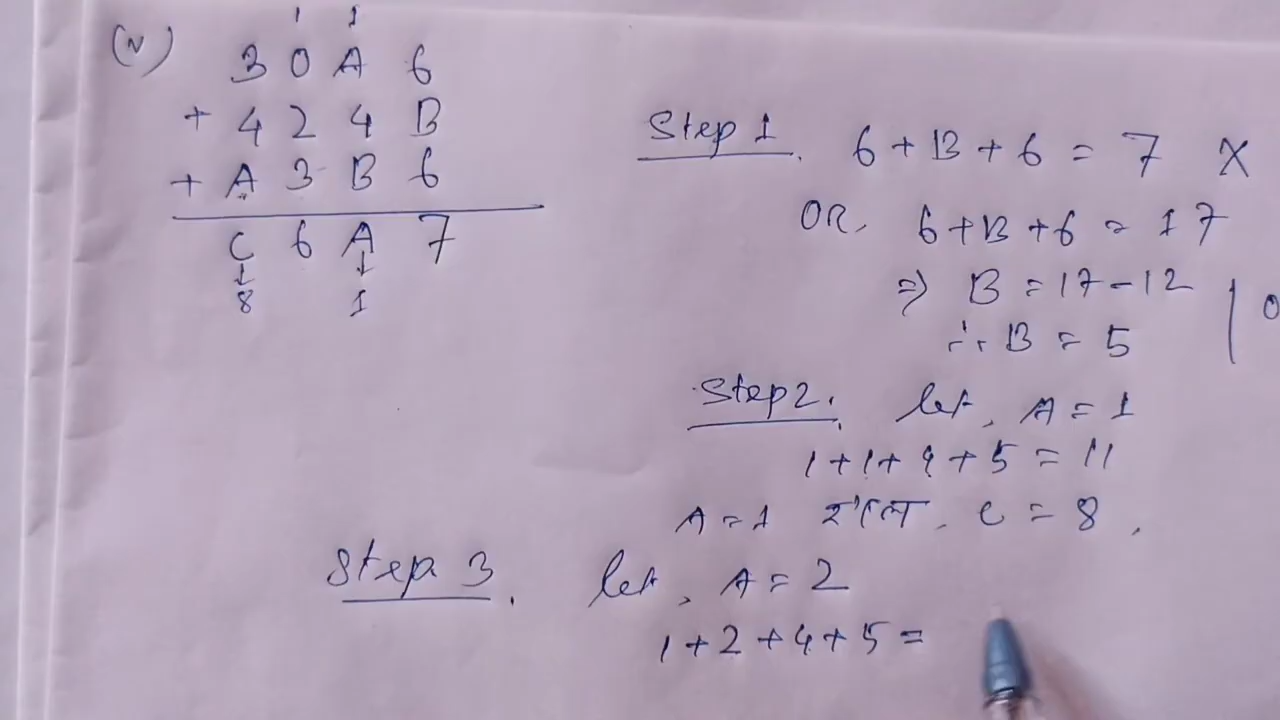 1 1
(v) 3 0 A 6
+ 4 2 4 B
+ A 3 B 6
C 6 A 7
↓ ↓
8 1
Step 1. 6 + B + 6 = 7 X
OR, 6 + B + 6 = 17
⇒ B = 17 - 12
∴ B = 5
Step 2. let, A = 1
1 + 1 + 4 + 5 = 11
A = 1 হলে, C = 8,
Step 3. let, A = 2
1 + 2 + 4 + 5 =